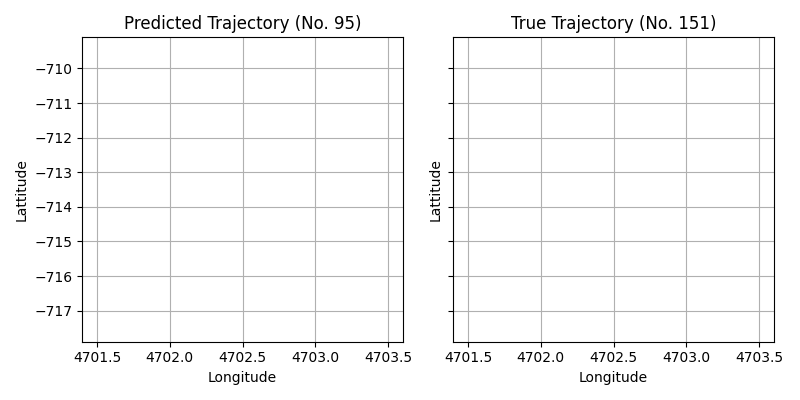 Predicted Trajectory (No. 95)
True Trajectory (No. 151)
Lattitude
−710
−711
−712
−713
−714
−715
−716
−717
4701.5 4702.0 4702.5 4703.0 4703.5
Longitude
Lattitude
4701.5 4702.0 4702.5 4703.0 4703.5
Longitude